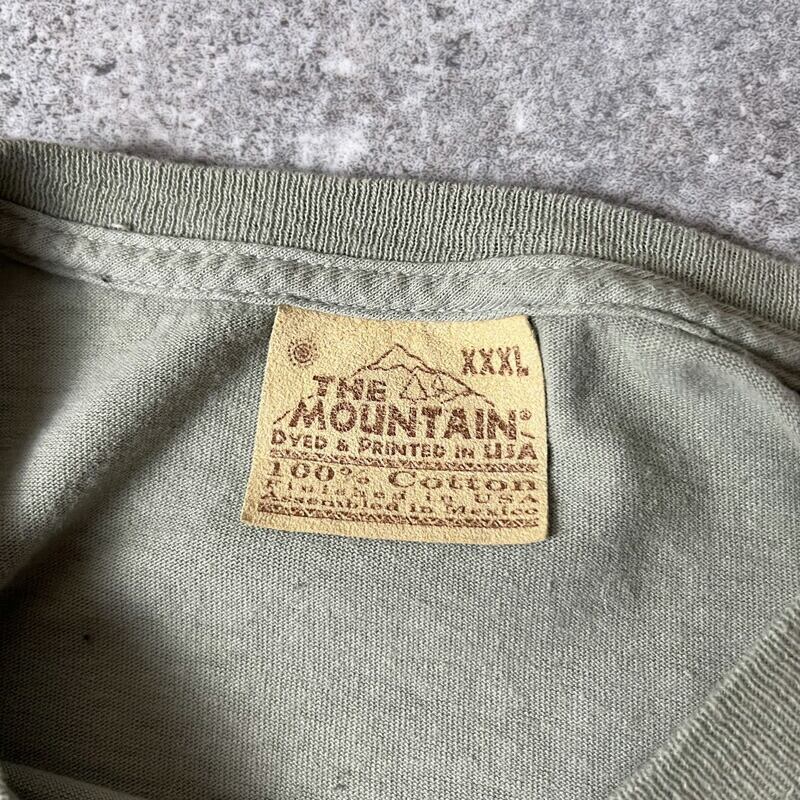 XXXL
THE
MOUNTAIN®
DYED & PRINTED IN USA
100% Cotton
Finished in USA
Assembled in Mexico